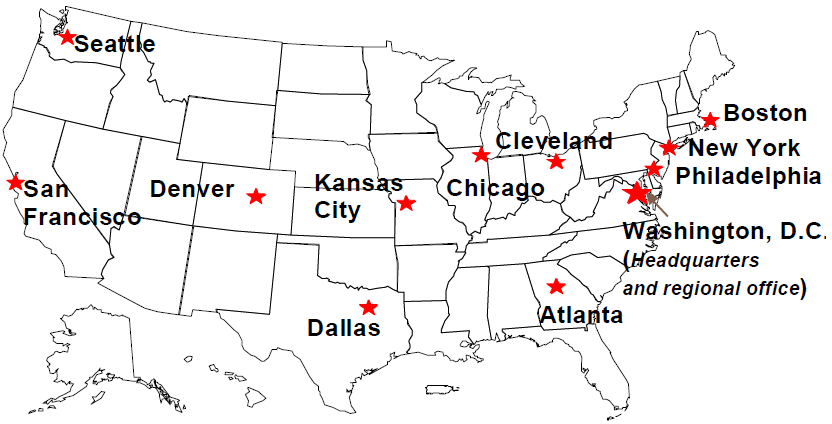 Seattle
Boston
Cleveland
New York
Philadelphia
Chicago
Kansas
City
Denver
San
Francisco
Washington, D.C.
(Headquarters
and regional office)
Atlanta
Dallas